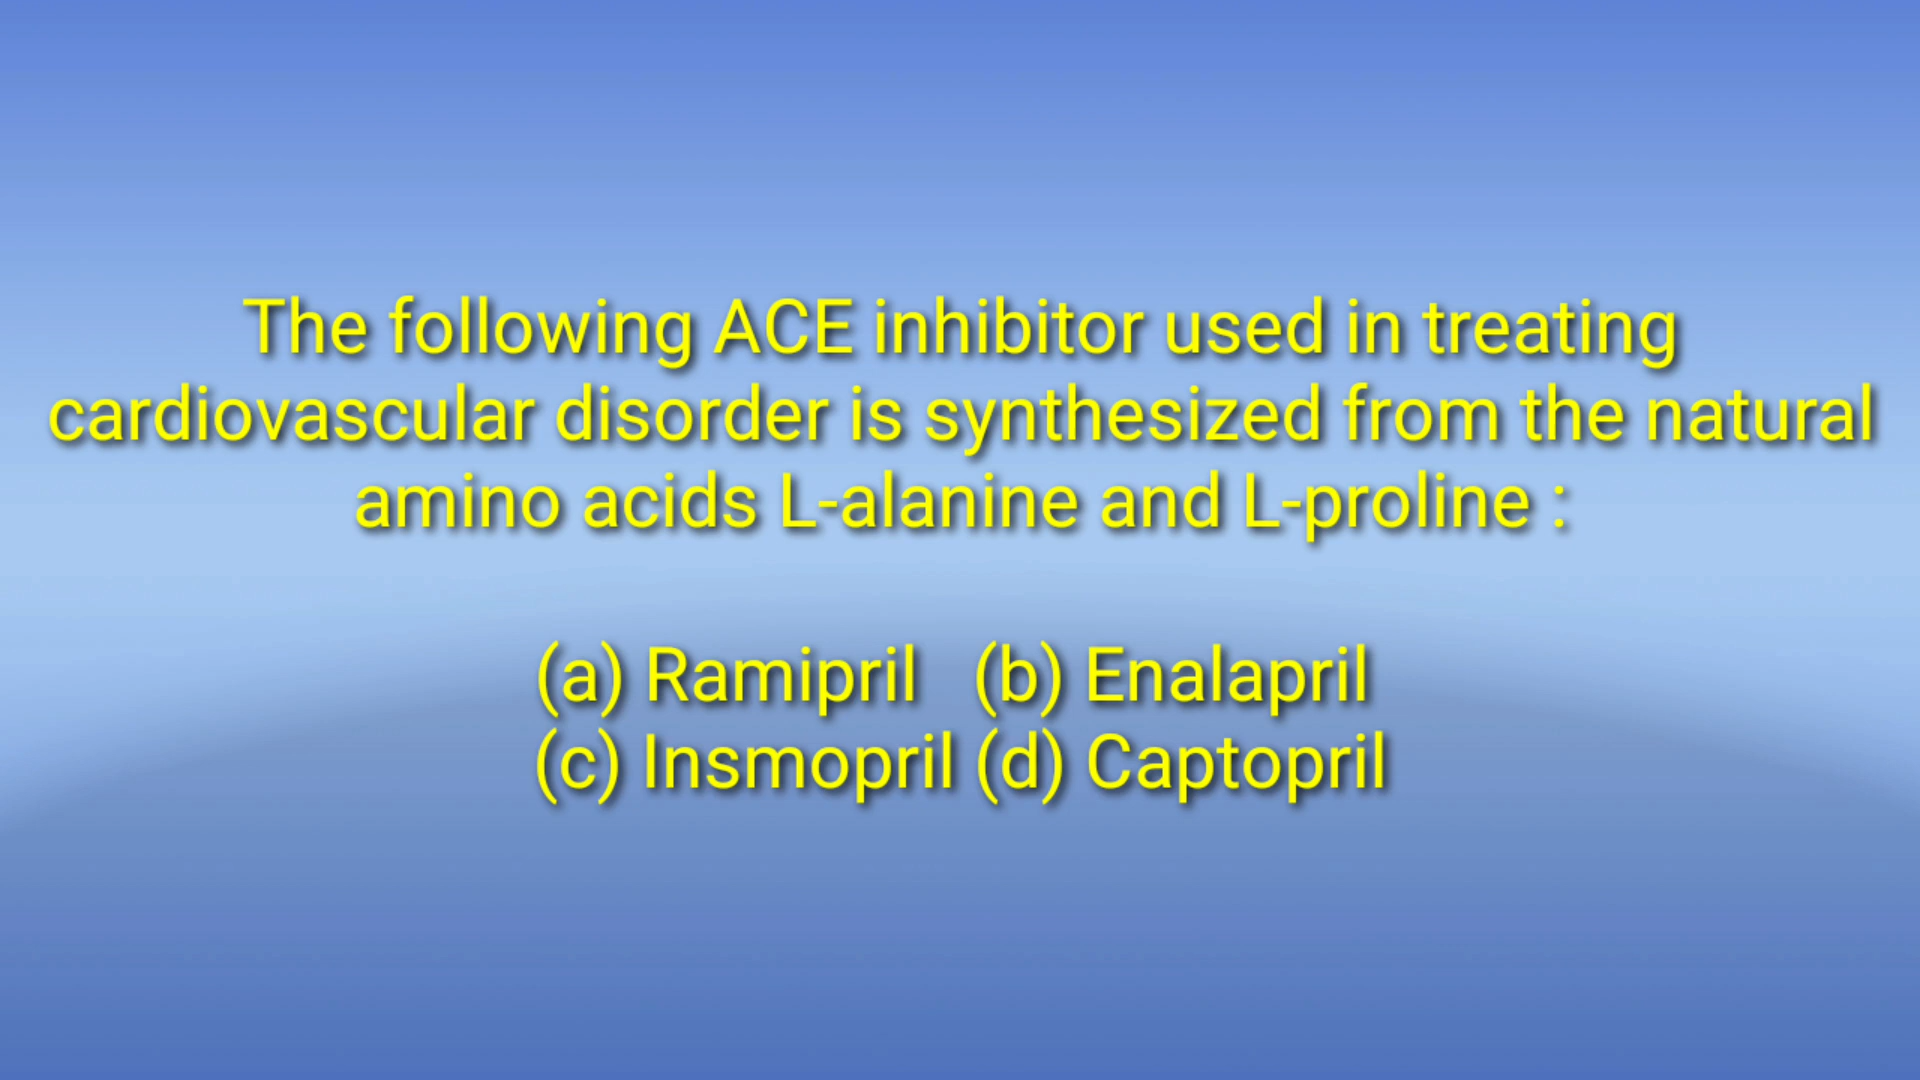 The following ACE inhibitor used in treating
cardiovascular disorder is synthesized from the natural
amino acids L-alanine and L-proline :
(a) Ramipril (b) Enalapril
(c) Insmopril (d) Captopril